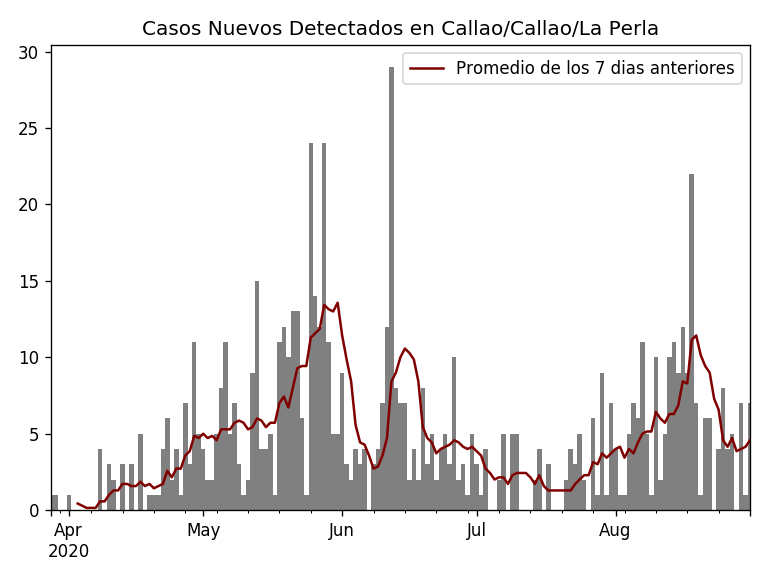 Casos Nuevos Detectados en Callao/Callao/La Perla
Promedio de los 7 dias anteriores
30
25
20
15
10
5
0
Apr
May
Jun
Jul
Aug
2020